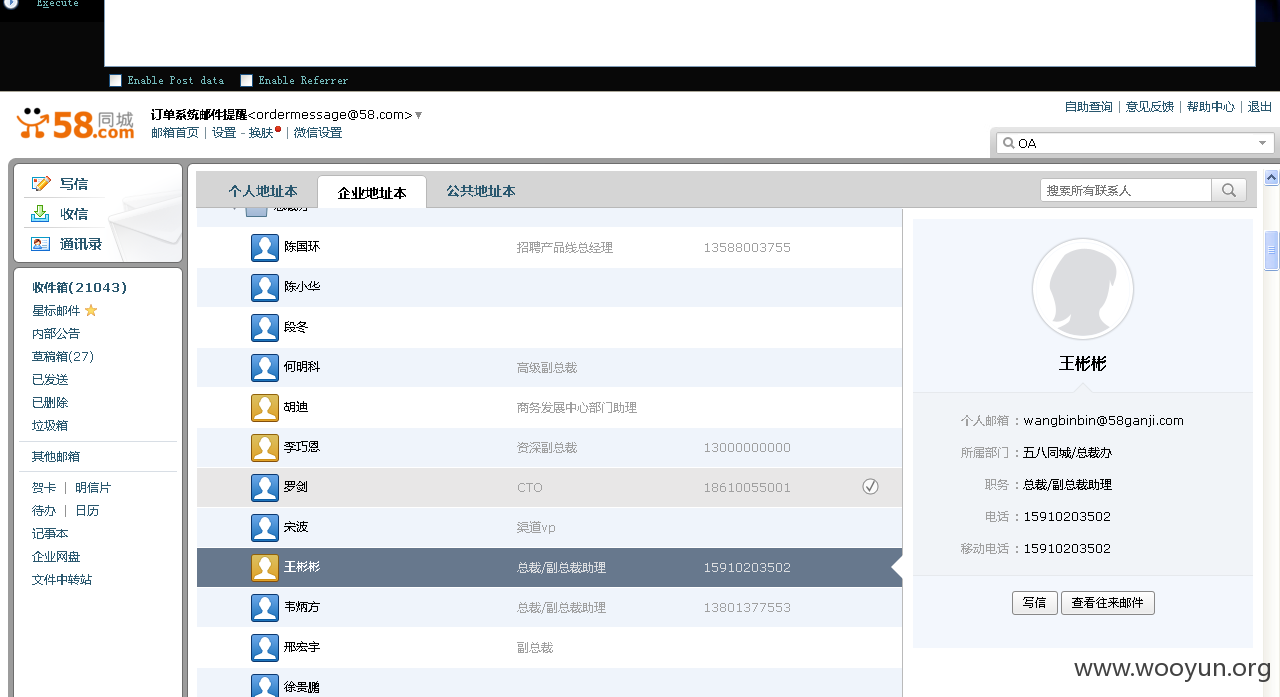 Execute
Enable Post data Enable Referrer
58同城.com
订单系统邮件提醒<ordermessage@58.com>
邮箱首页 | 设置 - 换肤 | 微信设置
自助查询 | 意见反馈 | 帮助中心 | 退出
OA
写信
收信
通讯录
收件箱(21043)
星标邮件
内部公告
草稿箱(27)
已发送
已删除
垃圾箱
其他邮箱
贺卡 | 明信片
待办 | 日历
记事本
企业网盘
文件中转站
个人地址本 企业地址本 公共地址本
搜索所有联系人
总裁办
陈国环 招聘产品线总经理 13588003755
陈小华
段冬
何明科 高级副总裁
胡迪 商务发展中心部门助理
李巧恩 资深副总裁 13000000000
罗剑 CTO 18610055001
宋波 渠道vp
王彬彬 总裁/副总裁助理 15910203502
韦炳方 总裁/副总裁助理 13801377553
邢宏宇 副总裁
徐景鹏
王彬彬
个人邮箱：wangbinbin@58ganji.com
所属部门：五八同城/总裁办
职务：总裁/副总裁助理
电话：15910203502
移动电话：15910203502
写信 查看往来邮件
www.wooyun.org